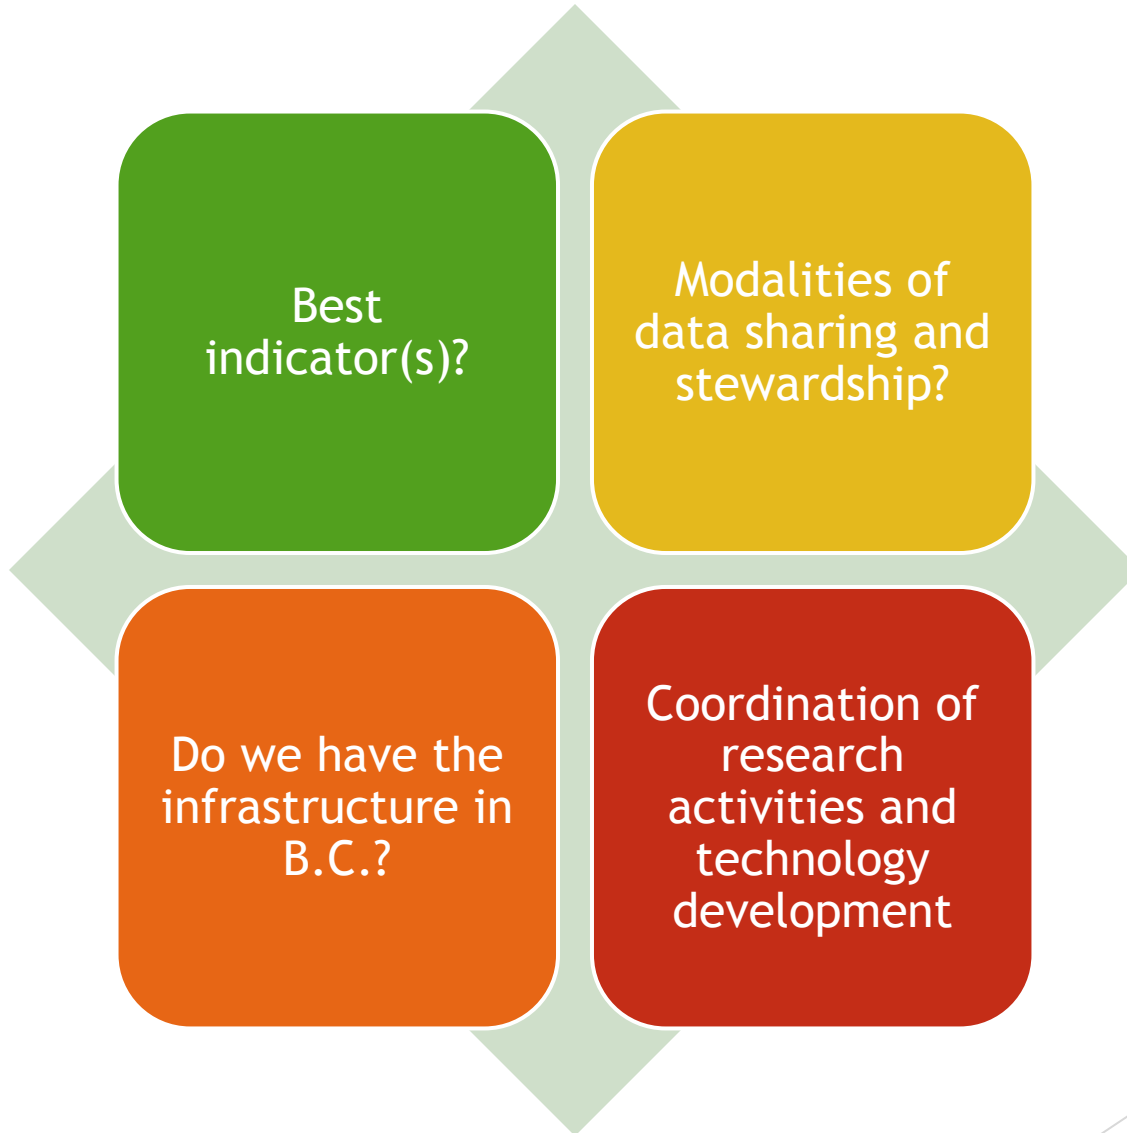 Best
indicator(s)?
Modalities of
data sharing and
stewardship?
Do we have the
infrastructure in
B.C.?
Coordination of
research
activities and
technology
development